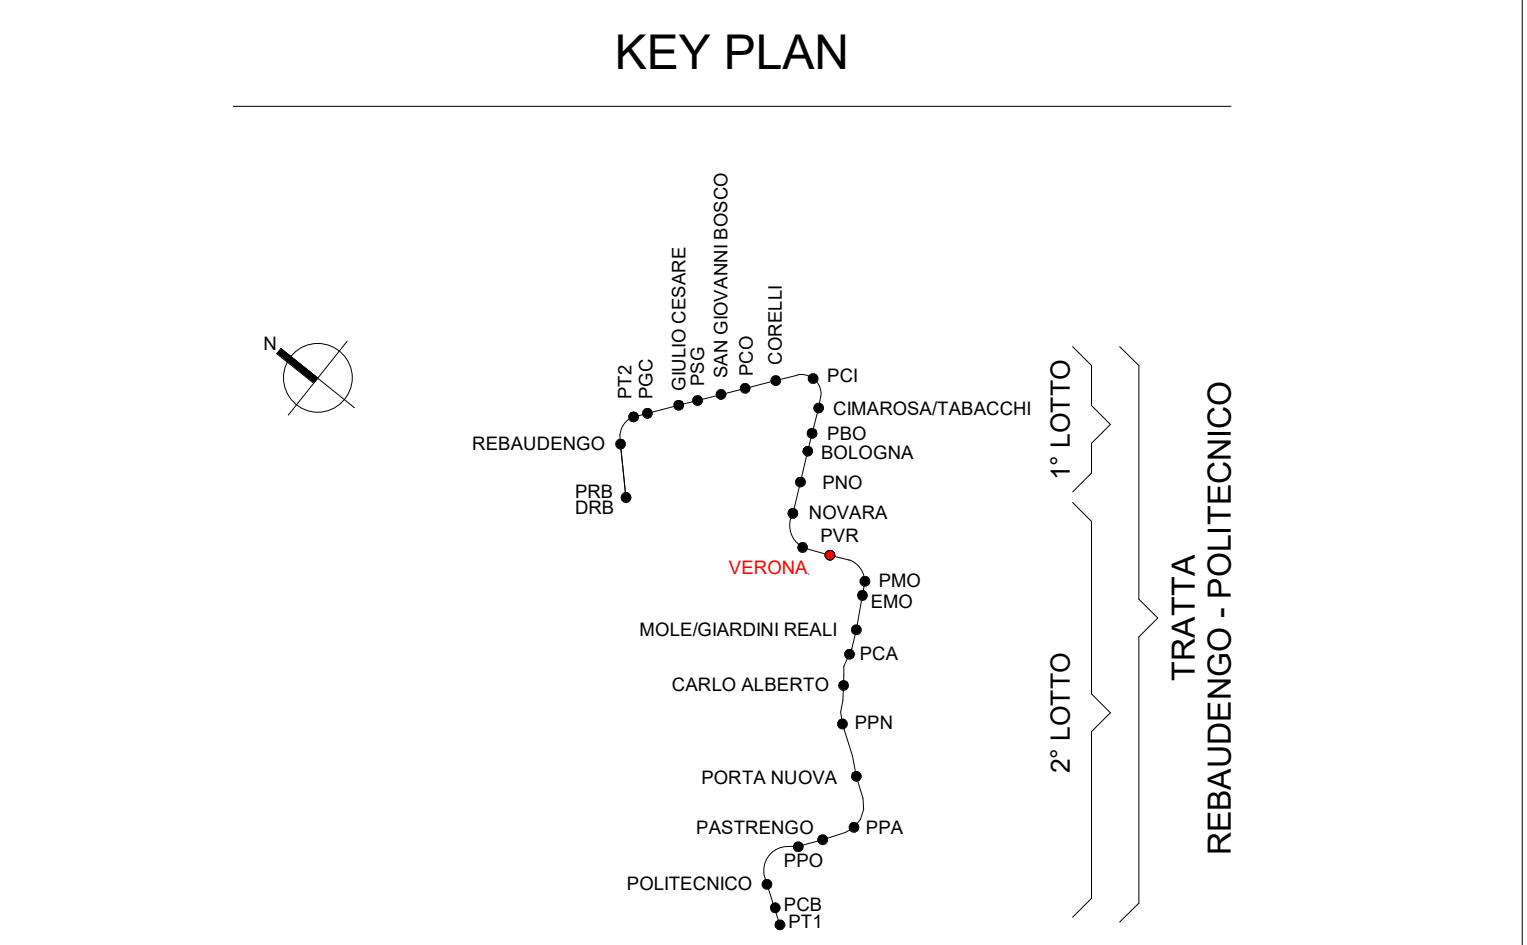 KEY PLAN
N
PT2
PGC
GIULIO CESARE
PSG
SAN GIOVANNI BOSCO
PCO
CORELLI
PCI
CIMAROSA/TABACCHI
REBAUDENGO
PBO
BOLOGNA
PRB
DRB
PNO
NOVARA
PVR
VERONA
PMO
EMO
MOLE/GIARDINI REALI
PCA
CARLO ALBERTO
PPN
PORTA NUOVA
PASTRENGO
PPA
PPO
POLITECNICO
PCB
PT1
1° LOTTO
2° LOTTO
TRATTA
REBAUDENGO - POLITECNICO